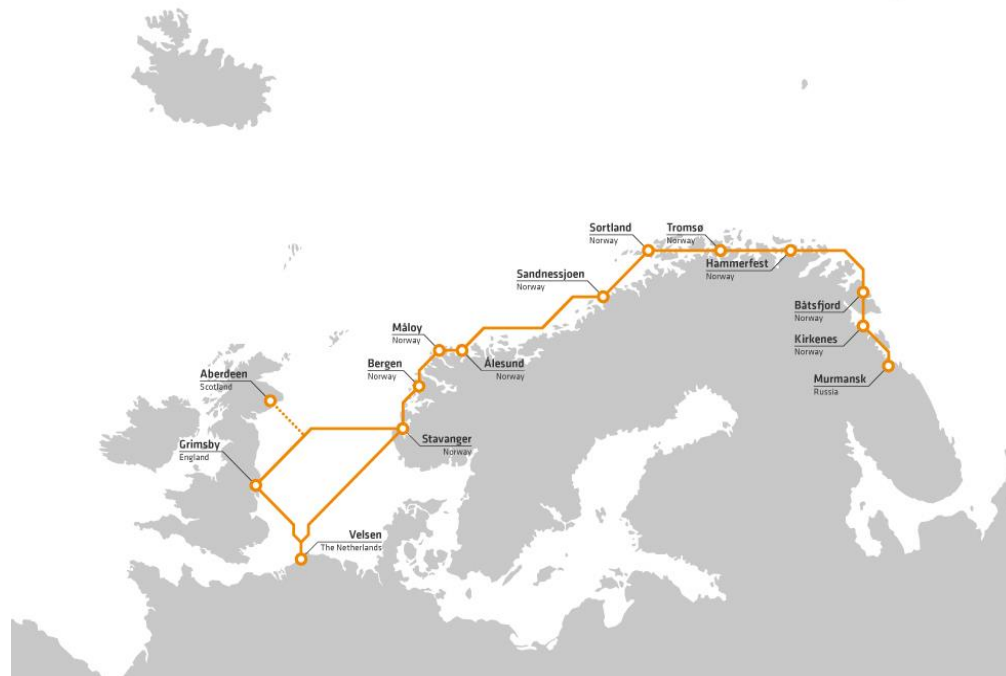 Sortland
Norway
Tromsø
Norway
Hammerfest
Norway
Sandnessjoen
Norway
Båtsfjord
Norway
Måloy
Norway
Kirkenes
Norway
Bergen
Norway
Ålesund
Norway
Aberdeen
Scotland
Murmansk
Russia
Grimsby
England
Stavanger
Norway
Velsen
The Netherlands